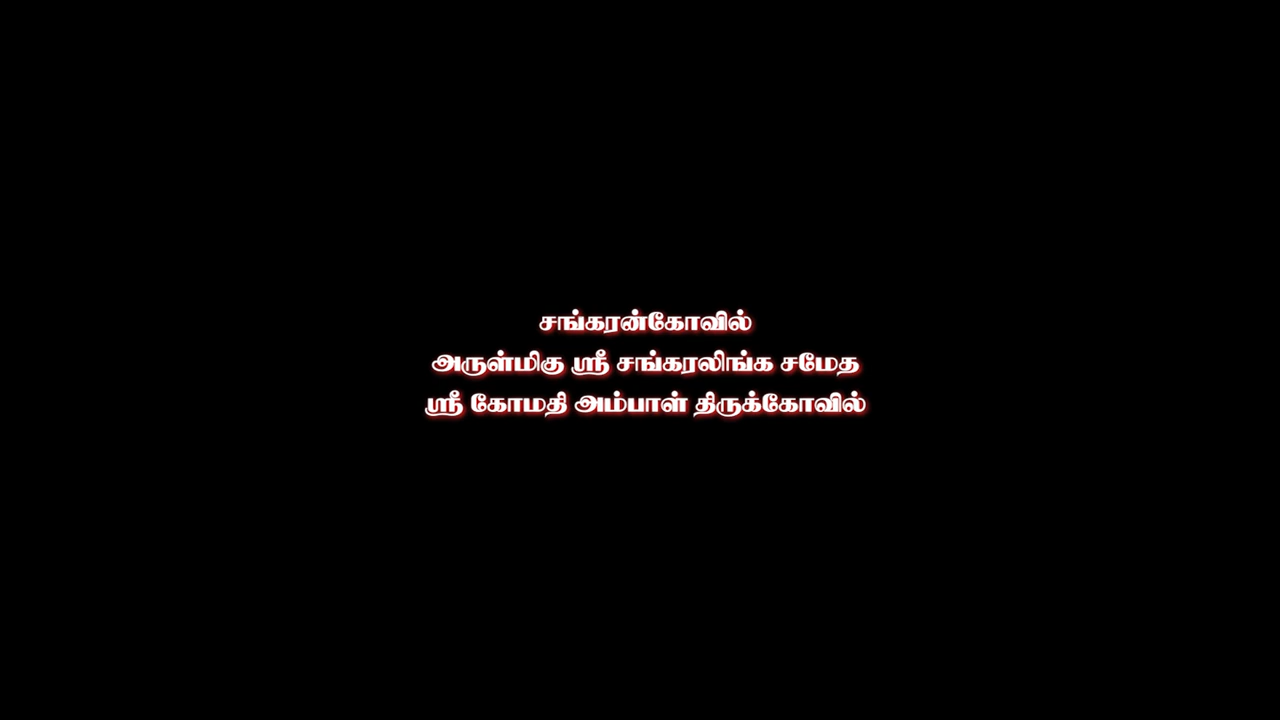 சங்கரன்கோவில்
அருள்மிகு ஸ்ரீ சங்கரலிங்க சமேத
ஸ்ரீ கோமதி அம்பாள் திருக்கோவில்